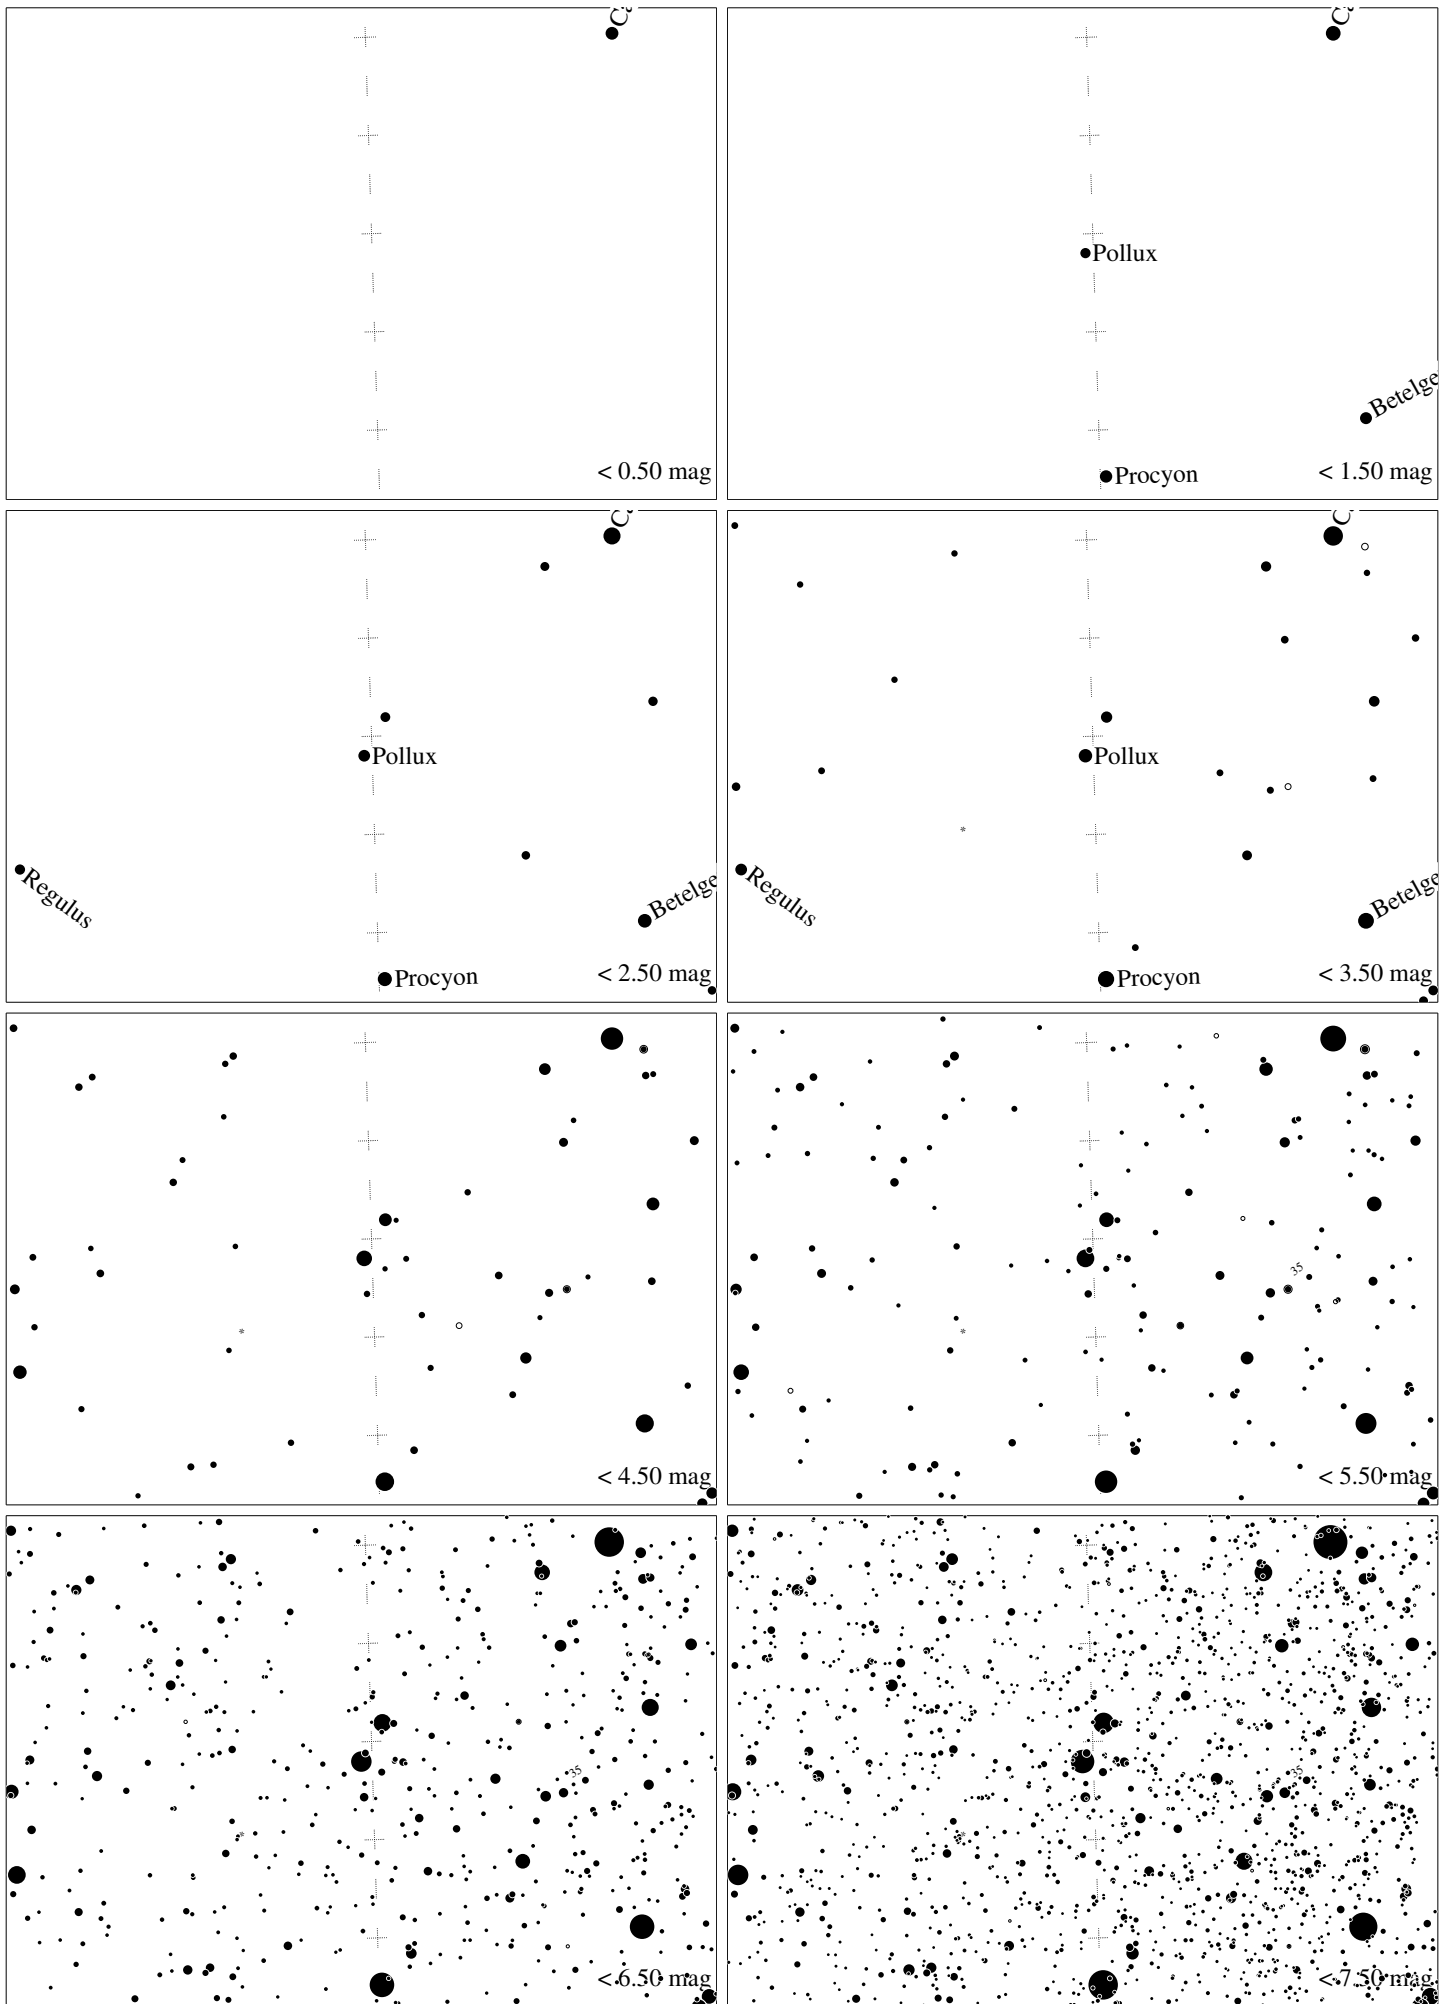 < 0.50 mag
Pollux
Betelge
Procyon
< 1.50 mag
Pollux
Regulus
Betelge
Procyon
< 2.50 mag
Pollux
Regulus
Betelge
Procyon
< 3.50 mag
< 4.50 mag
35
< 5.50 mag
35
< 6.50 mag
35
< 7.50 mag